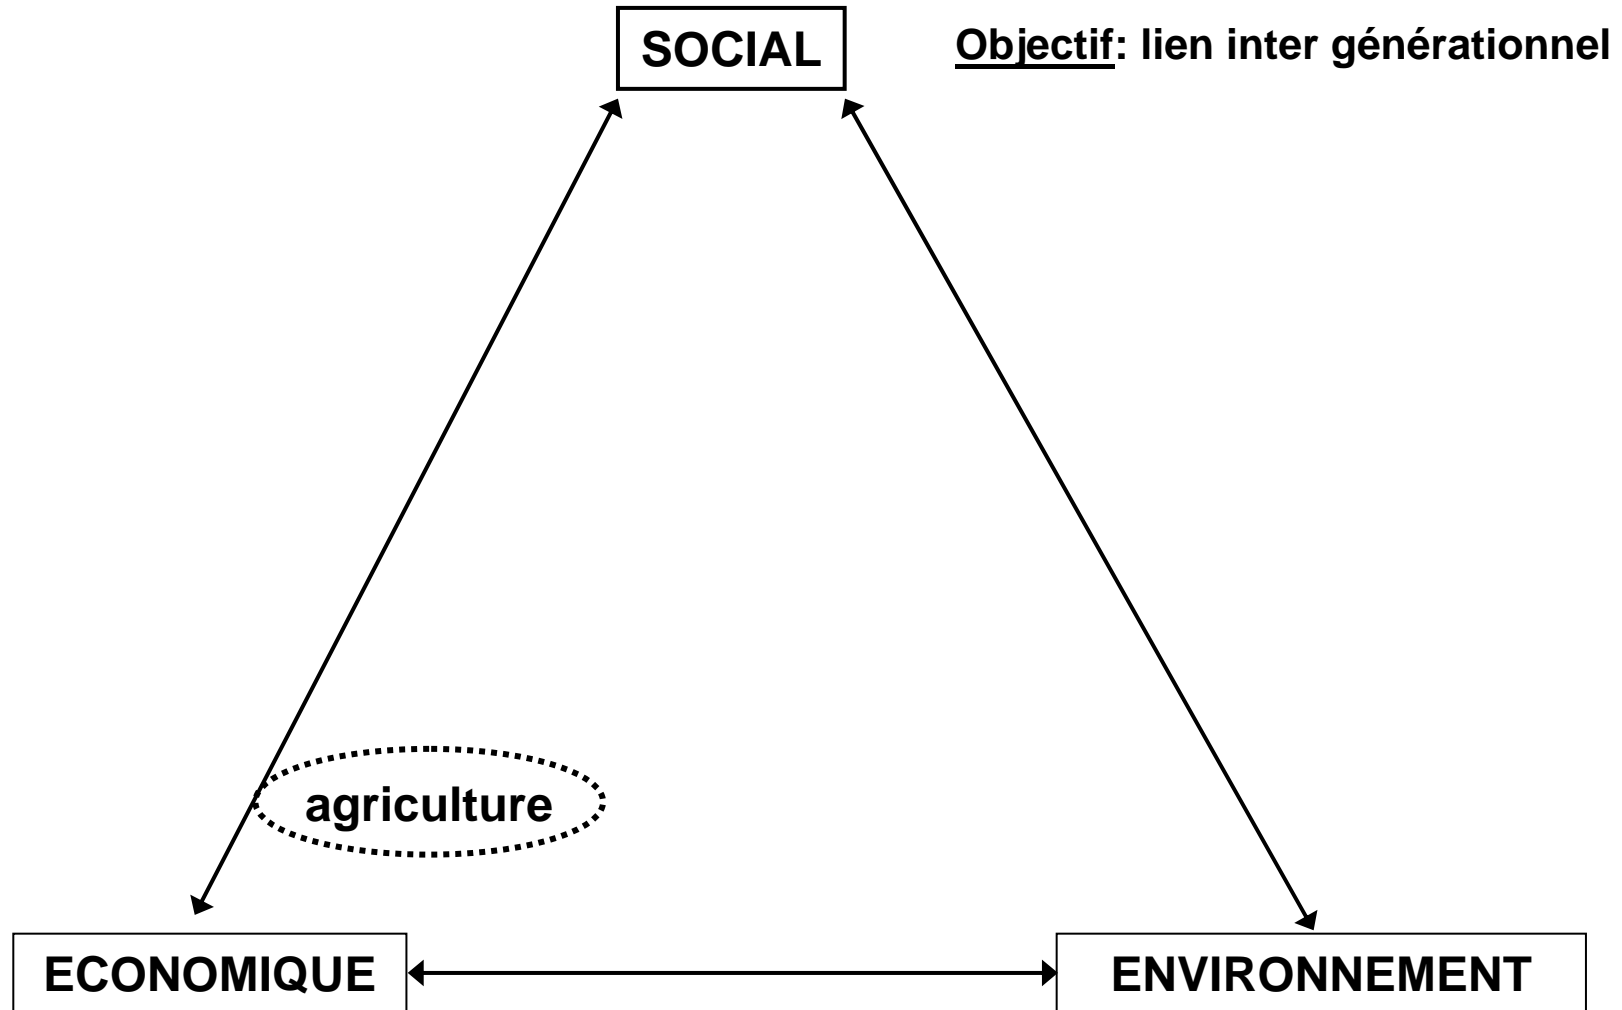 SOCIAL
Objectif: lien inter générationnel
agriculture
ECONOMIQUE
ENVIRONNEMENT